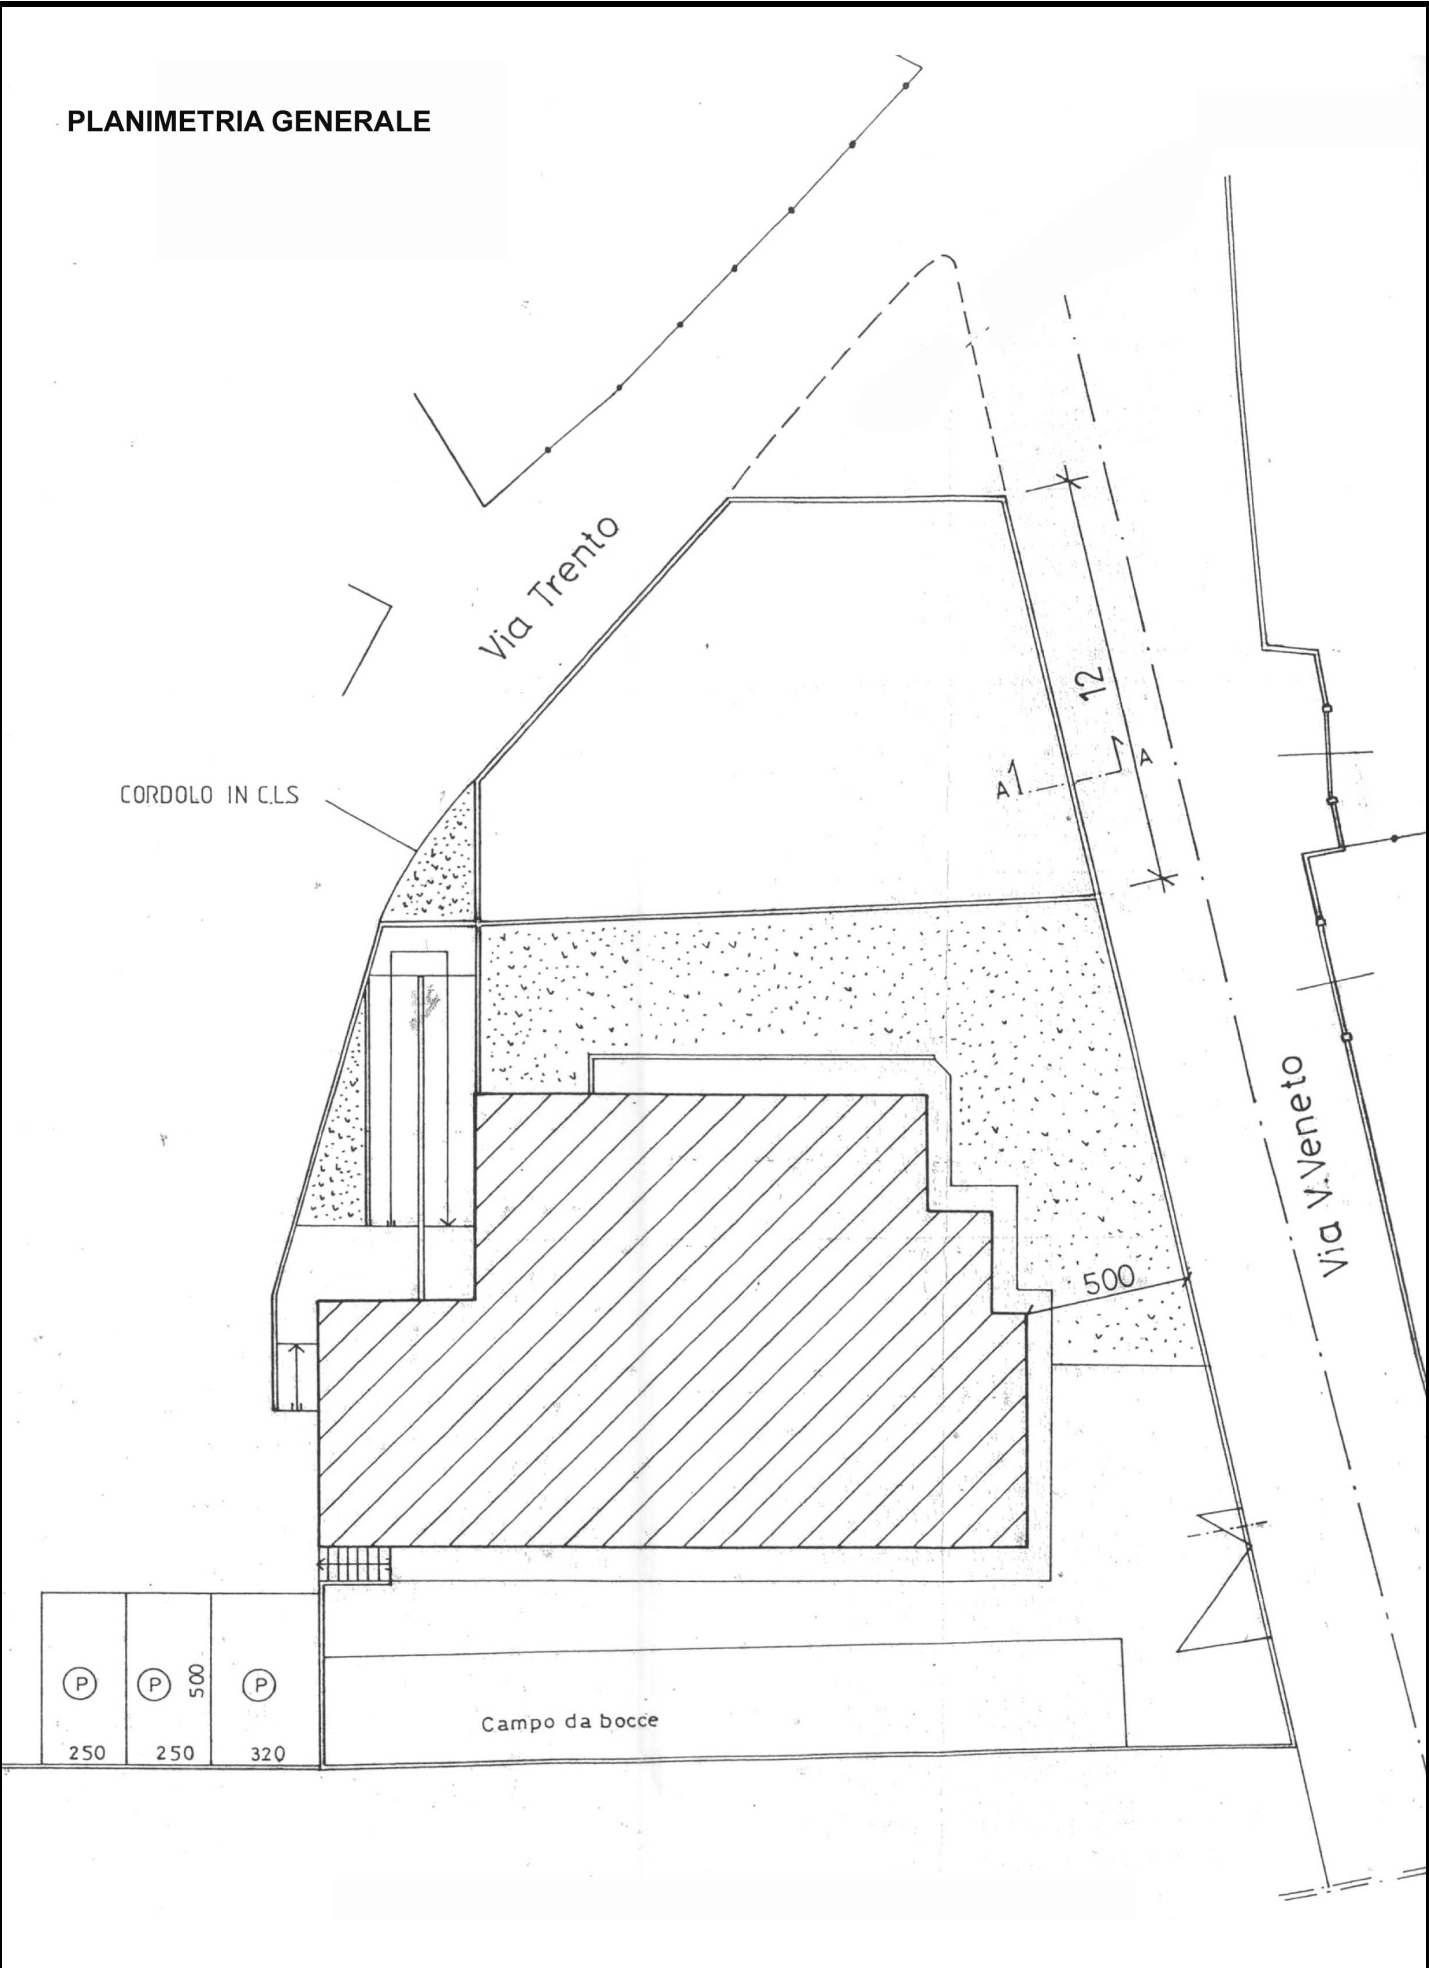 PLANIMETRIA GENERALE
Via Trento
12
CORDOLO IN C.L.S
A
A
Via V.Veneto
500
P
P
500
P
250
250
320
Campo da bocce